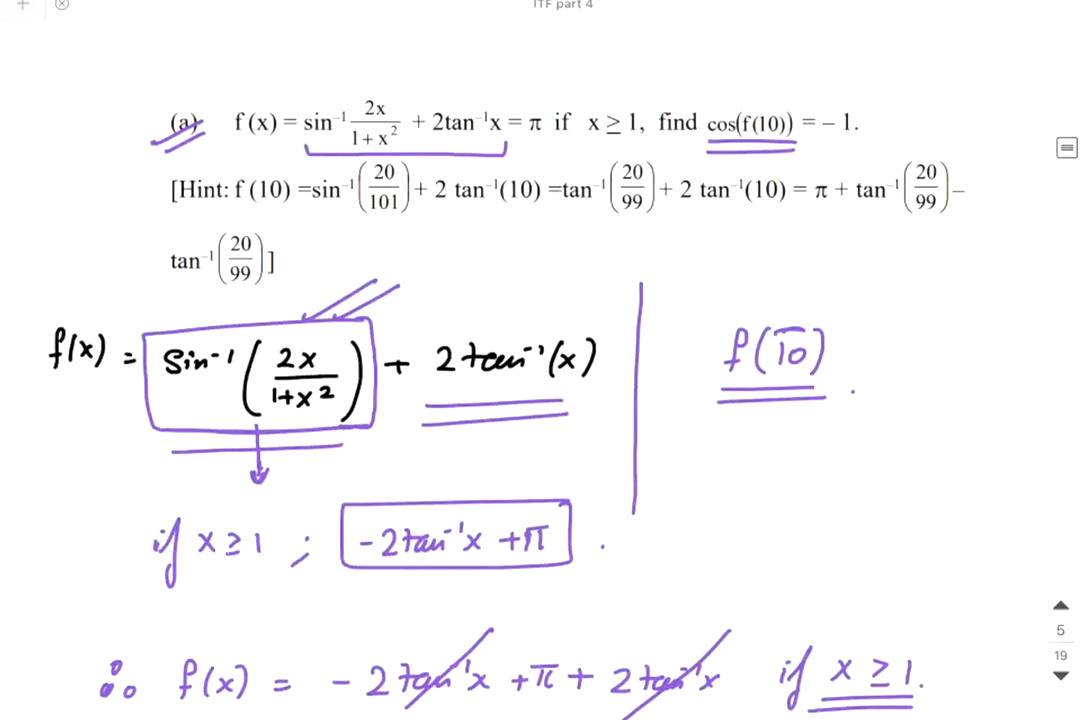 ITF part 4
(a) f(x) = sin⁻¹ 2x/(1+x²) + 2tan⁻¹x = π if x ≥ 1, find cos(f(10)) = – 1.
[Hint: f (10) =sin⁻¹(20/101) + 2 tan⁻¹(10) =tan⁻¹(20/99) + 2 tan⁻¹(10) = π + tan⁻¹(20/99) –
tan⁻¹(20/99) ]
f(x) = Sin⁻¹(2x/(1+x²)) + 2tan⁻¹(x)
f(10).
if x ≥ 1 ; -2tan⁻¹x + π .
∴ f(x) = - 2tan⁻¹x + π + 2tan⁻¹x if x ≥ 1.
5
19